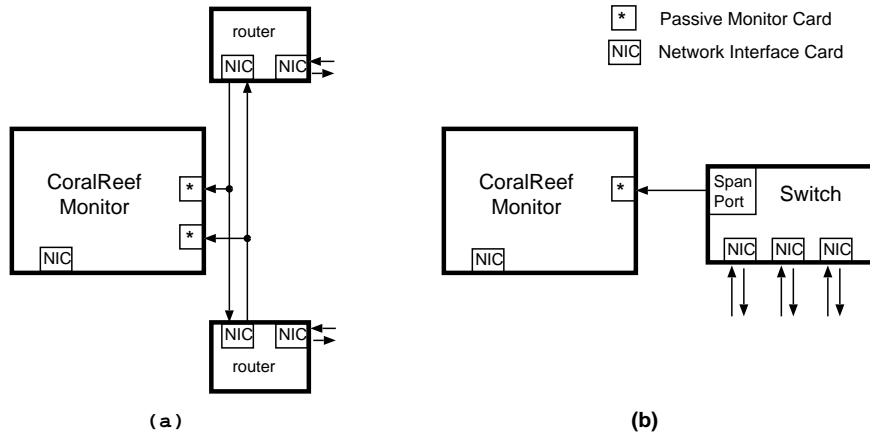 router
NIC NIC
* Passive Monitor Card
NIC Network Interface Card
CoralReef
Monitor
*
*
NIC
NIC NIC
router
(a)
CoralReef
Monitor
*
NIC
Span
Port
Switch
NIC NIC NIC
(b)